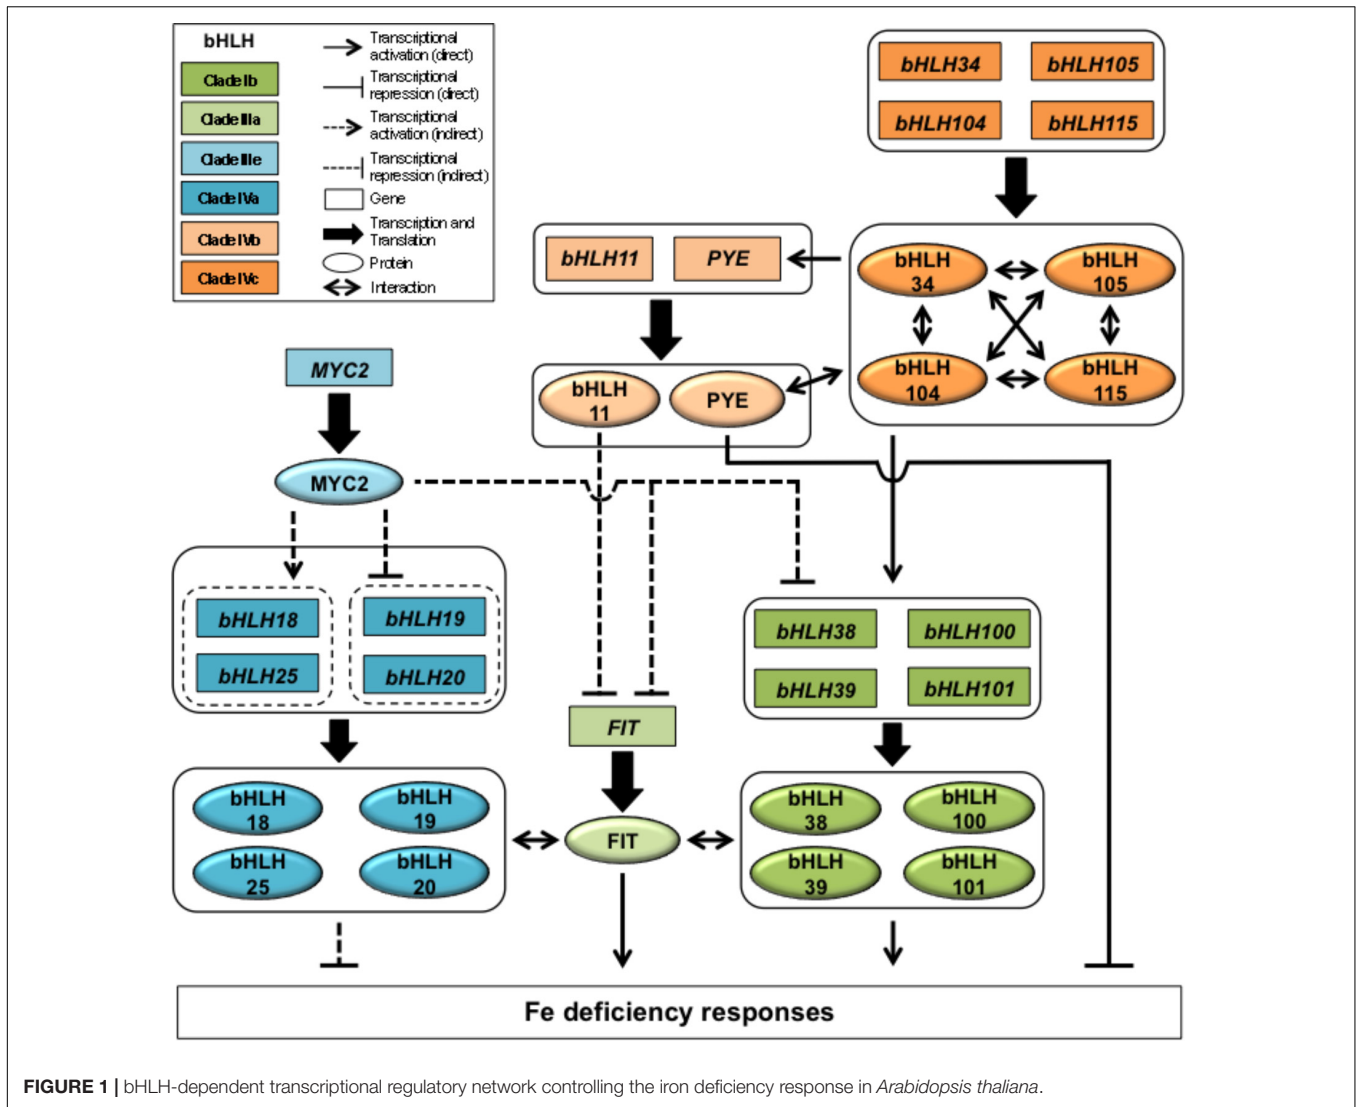 bHLH
Clade Ib
Clade IIIa
Clade IIIe
Clade IVa
Clade IVb
Clade IVc
Transcriptional
activation (direct)
Transcriptional
repression (direct)
Transcriptional
activation (indirect)
Transcriptional
repression (indirect)
Gene
Transcription and
Translation
Protein
Interaction
bHLH34
bHLH105
bHLH104
bHLH115
bHLH11
PYE
bHLH
34
bHLH
105
bHLH
104
bHLH
115
bHLH
11
PYE
MYC2
MYC2
bHLH18
bHLH19
bHLH25
bHLH20
bHLH38
bHLH100
bHLH39
bHLH101
FIT
bHLH
18
bHLH
19
bHLH
25
bHLH
20
FIT
bHLH
38
bHLH
100
bHLH
39
bHLH
101
Fe deficiency responses
FIGURE 1 | bHLH-dependent transcriptional regulatory network controlling the iron deficiency response in Arabidopsis thaliana.